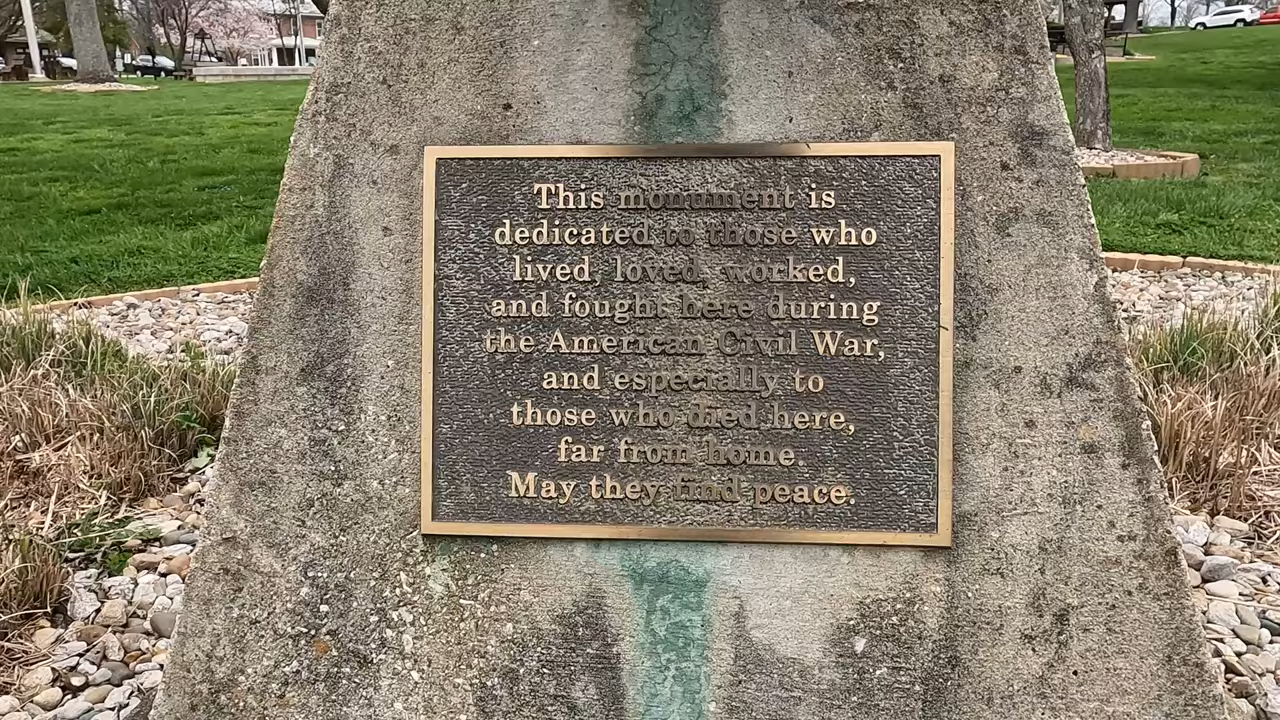 This monument is
dedicated to those who
lived, loved, worked,
and fought here during
the American Civil War,
and especially to
those who died here,
far from home.
May they find peace.